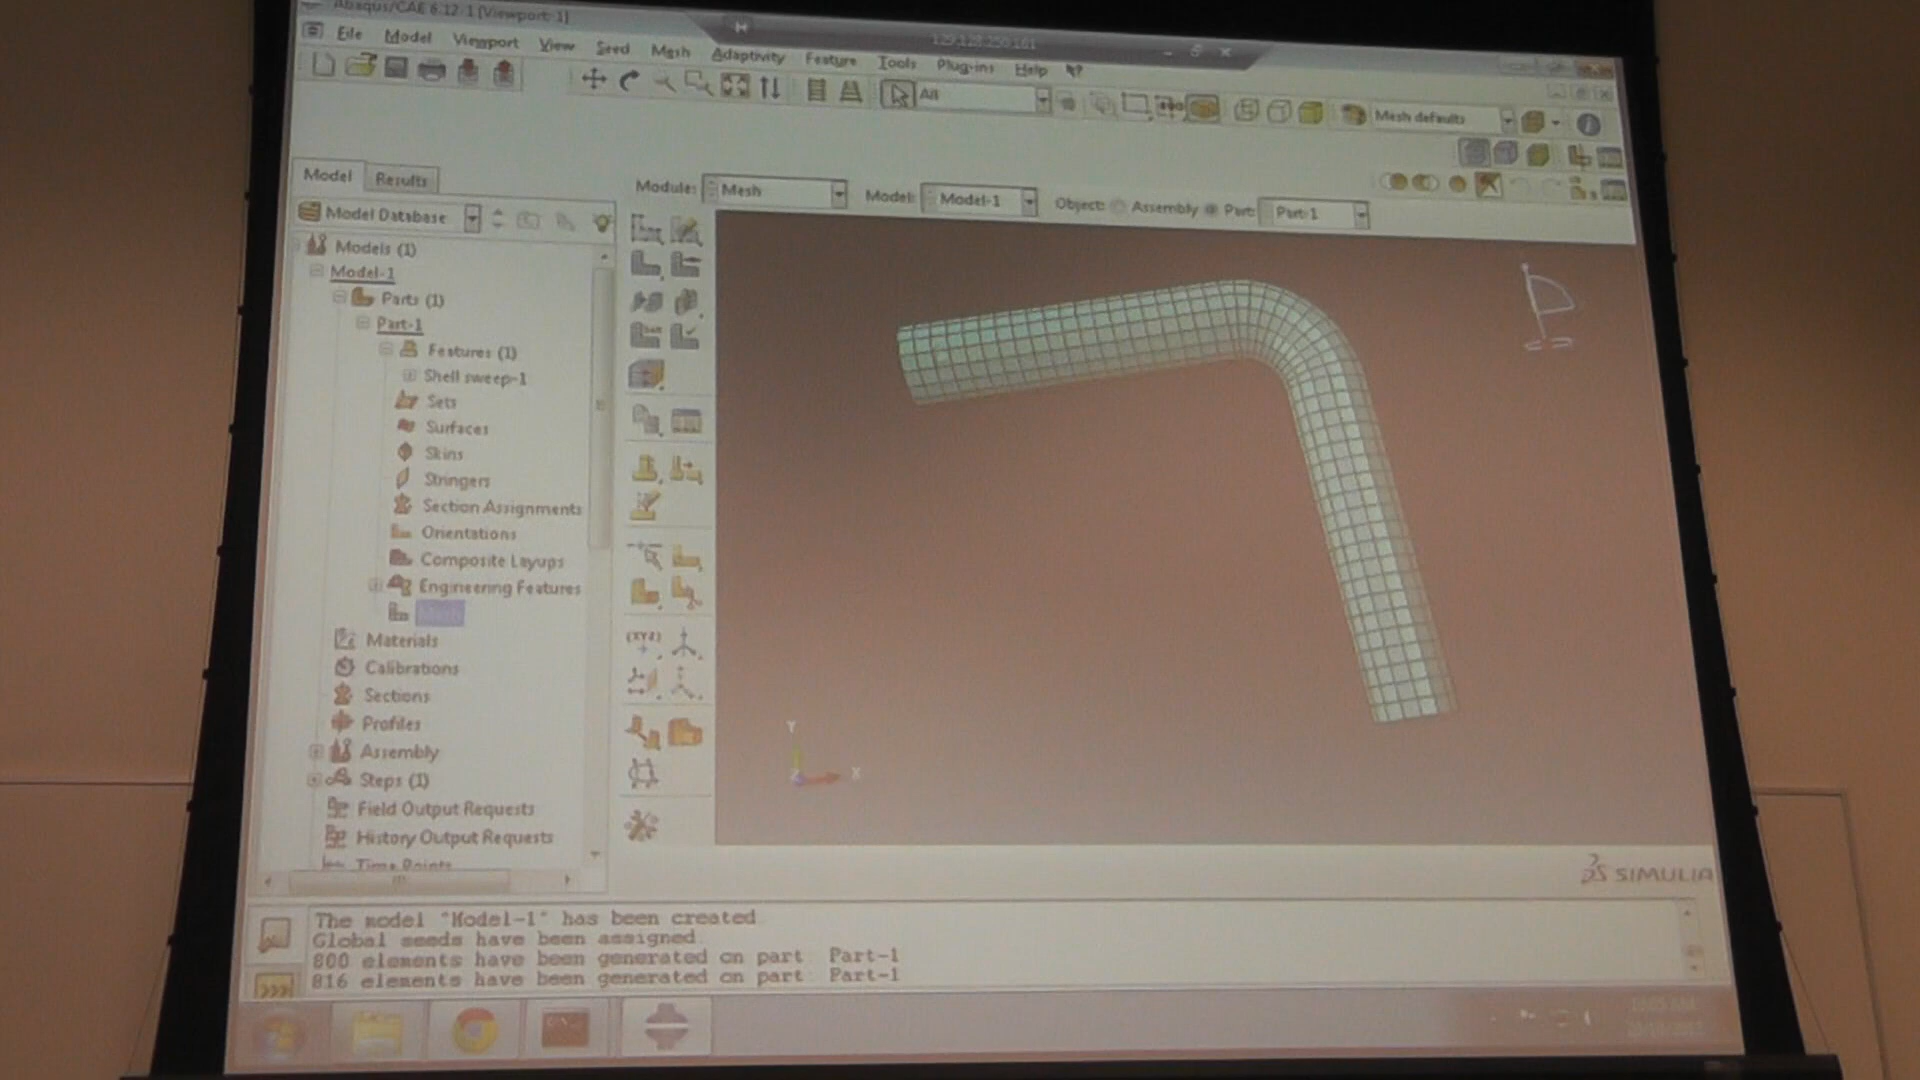 Abaqus/CAE 6.12-1 [Viewport: 1]
File Model Viewport View Seed Mesh Adaptivity Feature Tools Plug-ins Help
All
Mesh defaults
Model Results
Module: Mesh Model: Model-1 Object: Assembly Part: Part-1
Model Database
Models (1)
Model-1
Parts (1)
Part-1
Features (1)
Shell sweep-1
Sets
Surfaces
Skins
Stringers
Section Assignments
Orientations
Composite Layups
Engineering Features
Materials
Calibrations
Sections
Profiles
Assembly
Steps (1)
Field Output Requests
History Output Requests
Time Points
(XYZ)
Y
X
Z
SIMULIA
The model "Model-1" has been created.
Global seeds have been assigned.
800 elements have been generated on part: Part-1
816 elements have been generated on part: Part-1
>>>